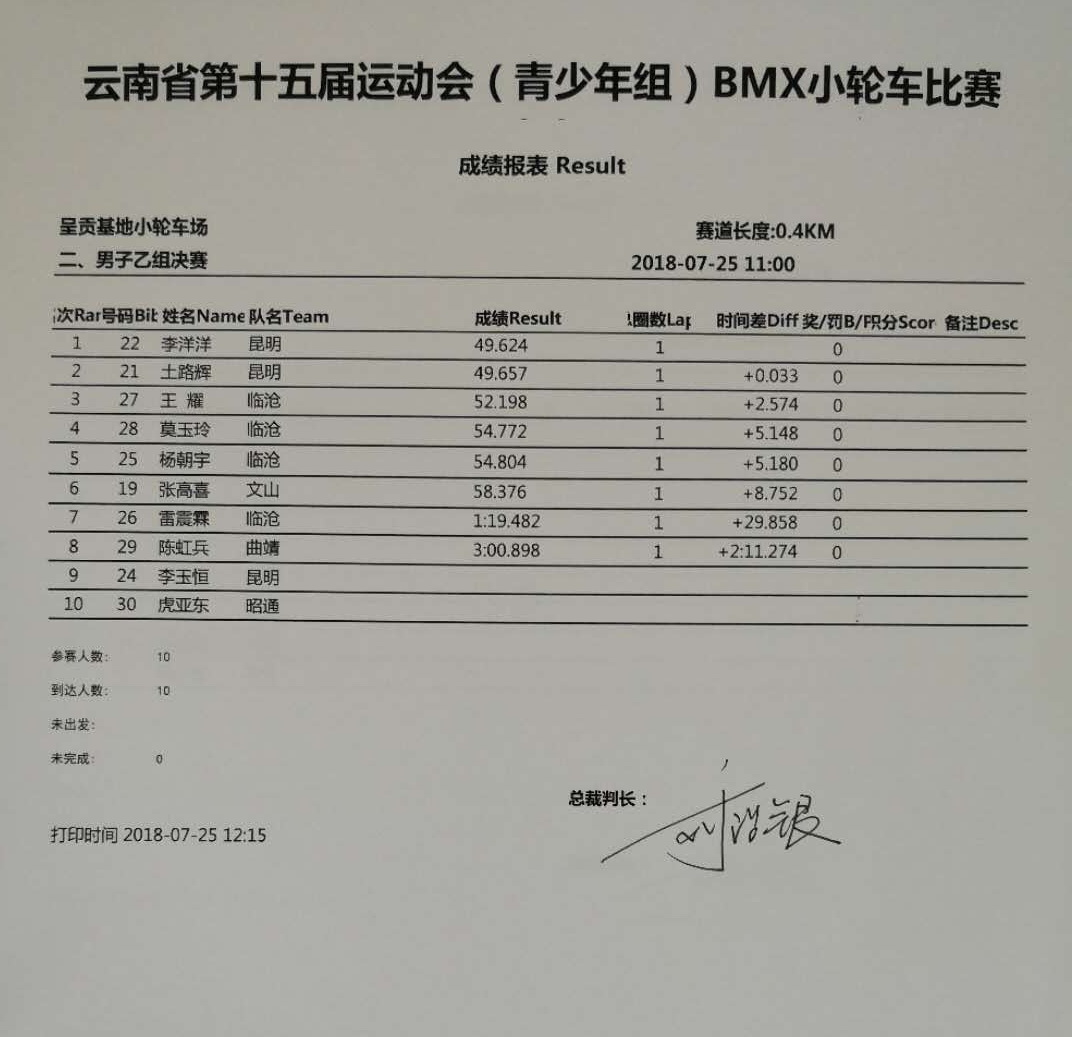 云南省第十五届运动会（青少年组）BMX小轮车比赛
成绩报表 Result
呈贡基地小轮车场 赛道长度:0.4KM
二、男子乙组决赛 2018-07-25 11:00
次Rar号码Bib 姓名Name 队名Team 成绩Result 圈数Lap 时间差Diff 奖/罚B/F积分Scor 备注Desc
1 22 李洋洋 昆明 49.624 1 0
2 21 土路辉 昆明 49.657 1 +0.033 0
3 27 王 耀 临沧 52.198 1 +2.574 0
4 28 莫玉玲 临沧 54.772 1 +5.148 0
5 25 杨朝宇 临沧 54.804 1 +5.180 0
6 19 张高喜 文山 58.376 1 +8.752 0
7 26 雷震霖 临沧 1:19.482 1 +29.858 0
8 29 陈虹兵 曲靖 3:00.898 1 +2:11.274 0
9 24 李玉恒 昆明
10 30 虎亚东 昭通
参赛人数: 10
到达人数: 10
未出发:
未完成: 0
总裁判长：
打印时间 2018-07-25 12:15